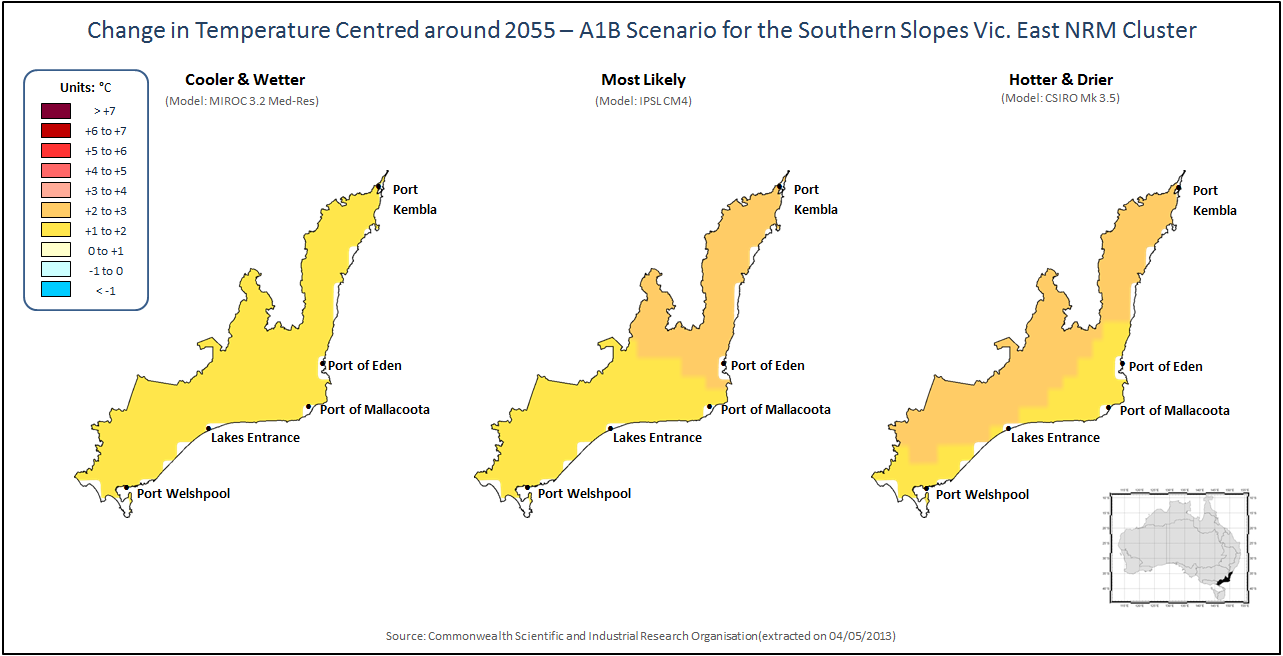 Change in Temperature Centred around 2055 – A1B Scenario for the Southern Slopes Vic. East NRM Cluster
Units: °C
> +7
+6 to +7
+5 to +6
+4 to +5
+3 to +4
+2 to +3
+1 to +2
0 to +1
-1 to 0
< -1
Cooler & Wetter
(Model: MIROC 3.2 Med-Res)
Port
Kembla
Port of Eden
Port of Mallacoota
Lakes Entrance
Port Welshpool
Most Likely
(Model: IPSL CM4)
Port
Kembla
Port of Eden
Port of Mallacoota
Lakes Entrance
Port Welshpool
Hotter & Drier
(Model: CSIRO Mk 3.5)
Port
Kembla
Port of Eden
Port of Mallacoota
Lakes Entrance
Port Welshpool
Source: Commonwealth Scientific and Industrial Research Organisation(extracted on 04/05/2013)